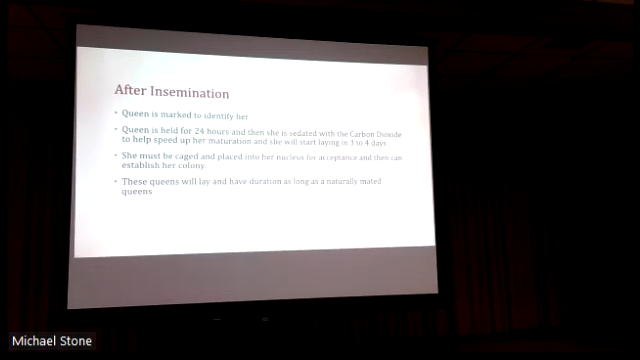 After Insemination
• Queen is marked to identify her
• Queen is held for 24 hours and then she is sedated with the Carbon Dioxide
to help speed up her maturation and she will start laying in 3 to 4 days
• She must be caged and placed into her nucleus for acceptance and then can
establish her colony.
• These queens will lay and have duration as long as a naturally mated
queens
Michael Stone